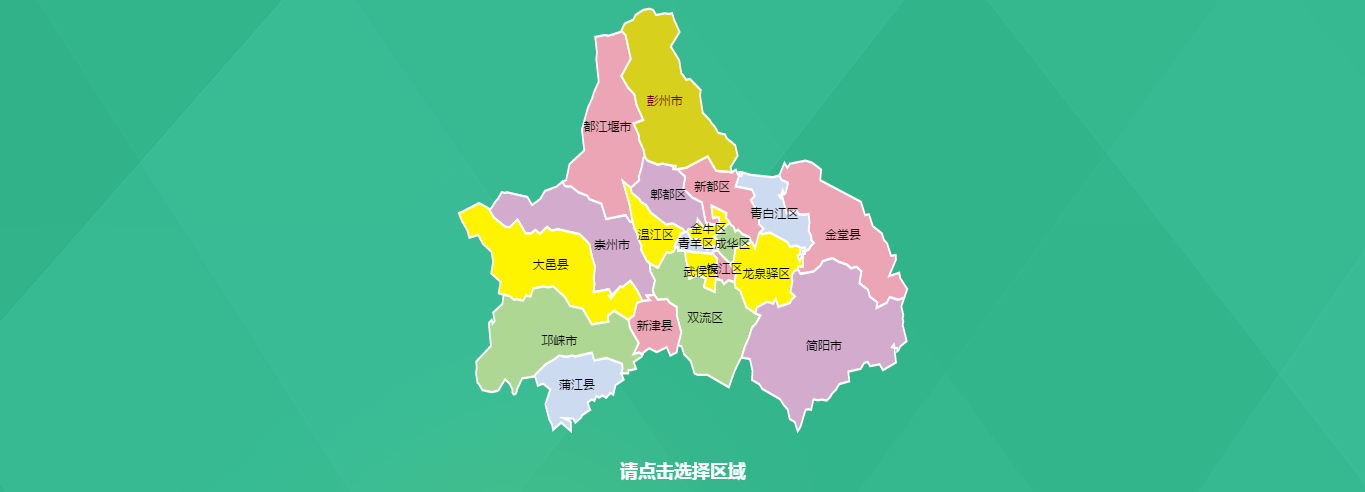 彭州市
都江堰市
新都区
郫都区
青白江区
金堂县
金牛区
温江区
青羊区
成华区
崇州市
大邑县
武侯区
锦江区
龙泉驿区
双流区
新津县
邛崃市
简阳市
蒲江县
请点击选择区域